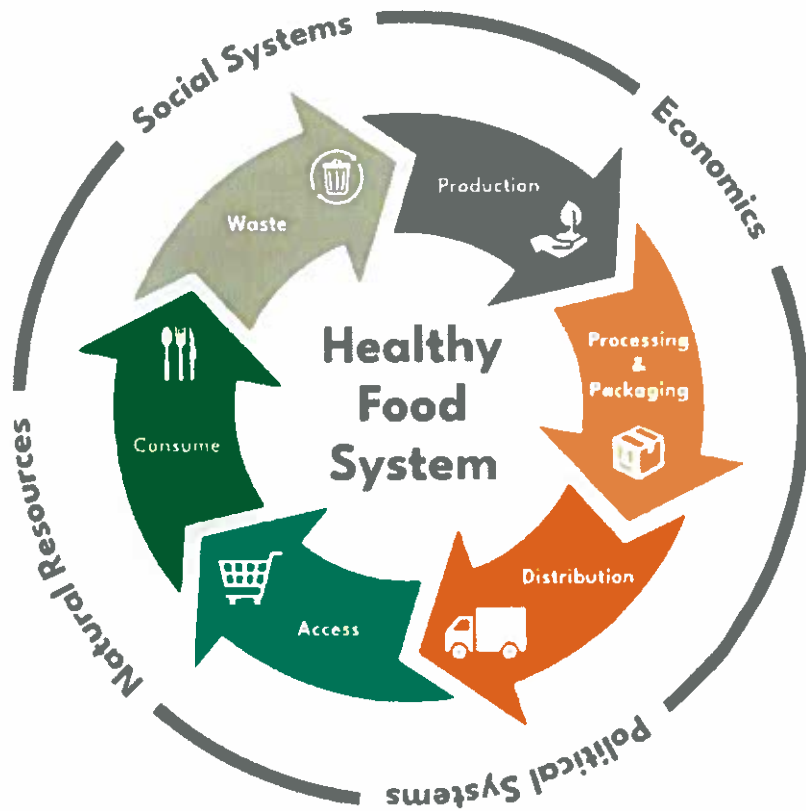 Social Systems
Economics
Production
Waste
Processing
&
Packaging
Healthy
Food
System
Consume
Distribution
Access
Natural Resources
Political Systems